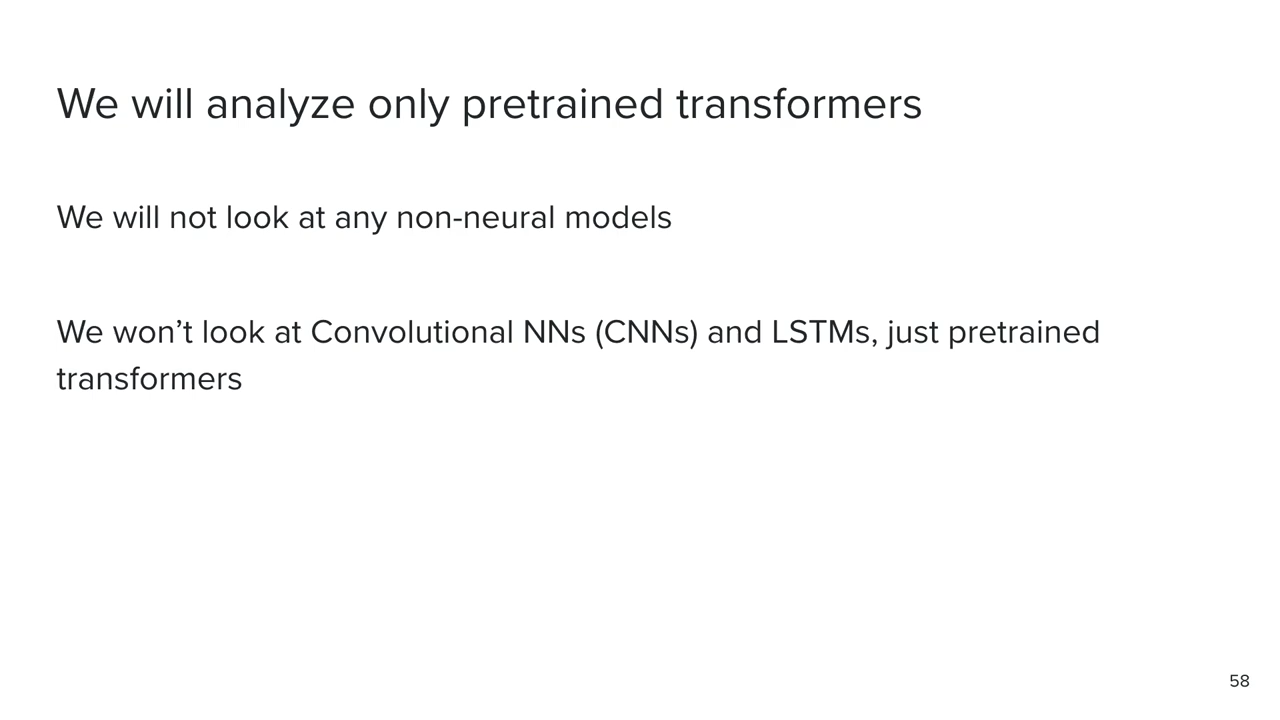 We will analyze only pretrained transformers
We will not look at any non-neural models
We won’t look at Convolutional NNs (CNNs) and LSTMs, just pretrained
transformers
58